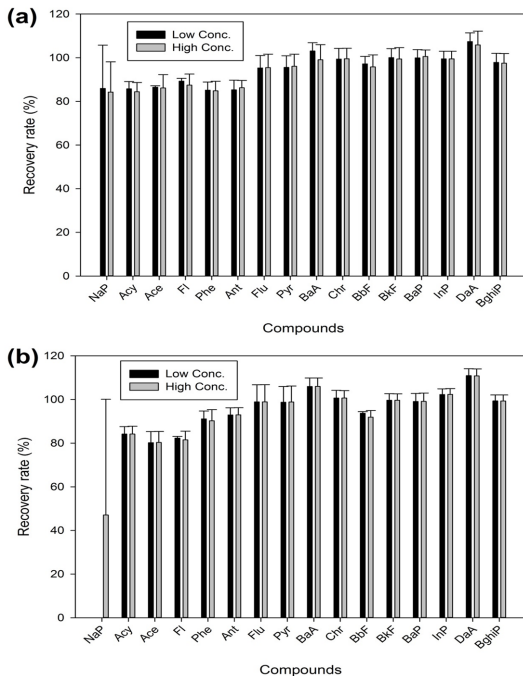 (a)
120
100
80
60
40
20
0
Recovery rate (%)
Low Conc.
High Conc.
NaP Acy Ace Fl Phe Ant Flu Pyr BaA Chr BbF BkF BaP InP DaA BghiP
Compounds
(b)
120
100
80
60
40
20
0
Recovery rate (%)
Low Conc.
High Conc.
NaP Acy Ace Fl Phe Ant Flu Pyr BaA Chr BbF BkF BaP InP DaA BghiP
Compounds